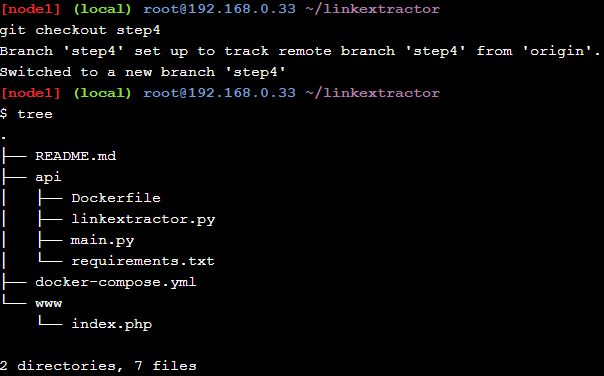 [node1] (local) root@192.168.0.33 ~/linkextractor
git checkout step4
Branch 'step4' set up to track remote branch 'step4' from 'origin'.
Switched to a new branch 'step4'
[node1] (local) root@192.168.0.33 ~/linkextractor
$ tree
.
├── README.md
├── api
│   ├── Dockerfile
│   ├── linkextractor.py
│   ├── main.py
│   └── requirements.txt
├── docker-compose.yml
└── www
    └── index.php
2 directories, 7 files